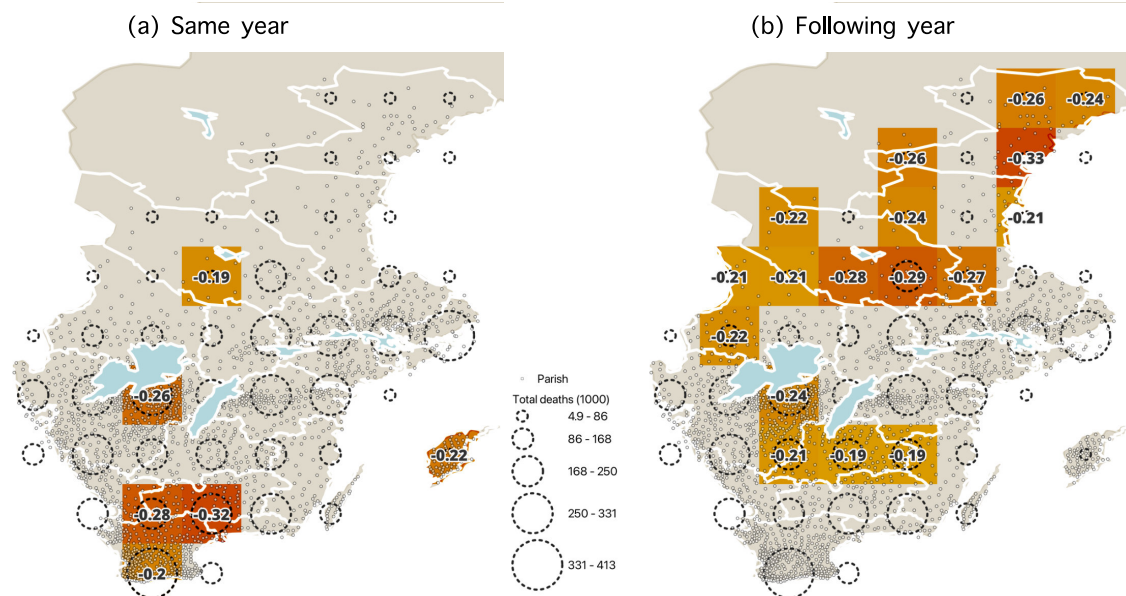 (a) Same year
(b) Following year
-0.19
-0.26
-0.22
-0.28
-0.32
-0.2
Parish
Total deaths (1000)
4.9 - 86
86 - 168
168 - 250
250 - 331
331 - 413
-0.26
-0.24
-0.26
-0.33
-0.22
-0.24
-0.21
-0.21
-0.21
-0.28
-0.29
-0.27
-0.22
-0.24
-0.21
-0.19
-0.19